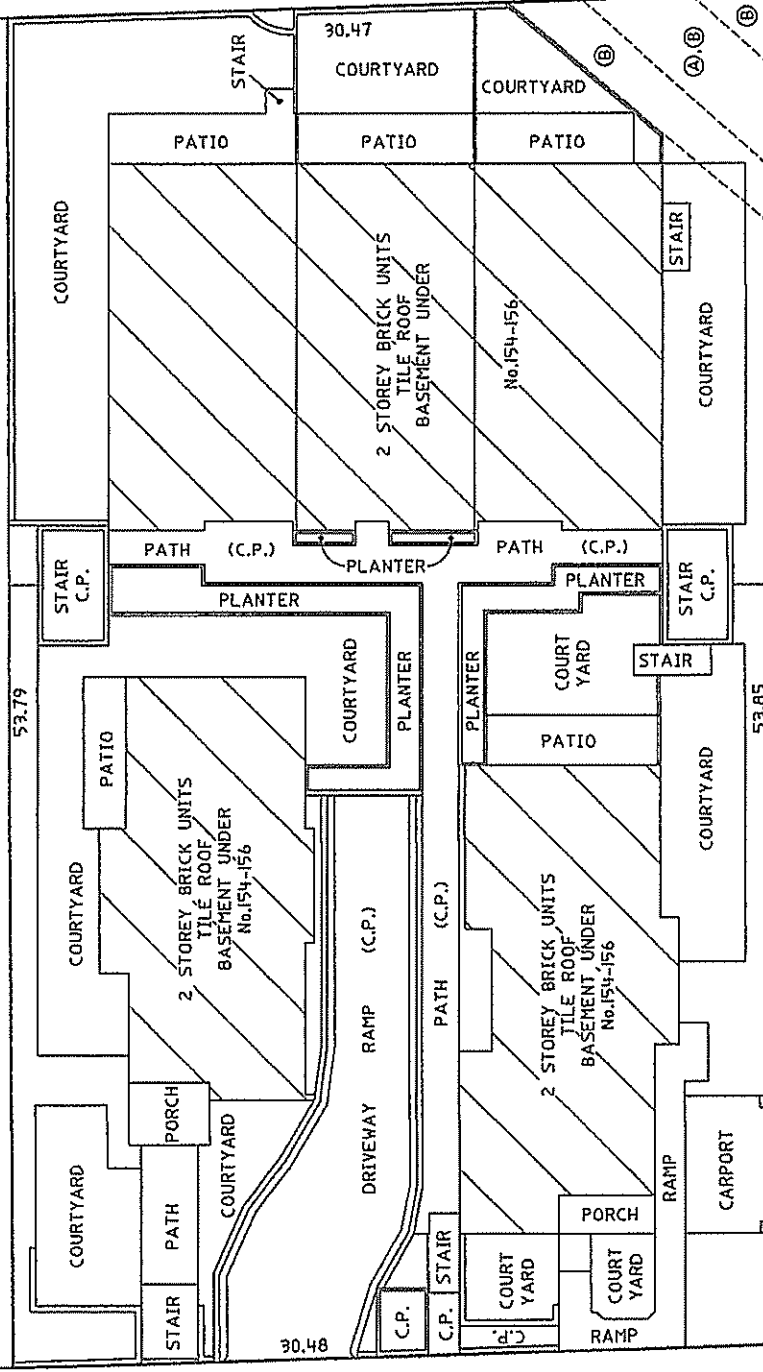 30.47
COURTYARD
COURTYARD
Ⓑ
Ⓐ,Ⓑ
Ⓑ
STAIR
PATIO
PATIO
PATIO
COURTYARD
2 STOREY BRICK UNITS
TILE ROOF
BASEMENT UNDER
No.154-156
STAIR
COURTYARD
STAIR
C.P.
PATH (C.P.)
PLANTER
PATH (C.P.)
STAIR
C.P.
PLANTER
PLANTER
53.79
COURTYARD
PLANTER
PLANTER
COURT
YARD
STAIR
53.85
PATIO
PATIO
COURTYARD
COURTYARD
2 STOREY BRICK UNITS
TILE ROOF
BASEMENT UNDER
No.154-156
DRIVEWAY RAMP (C.P.)
PATH (C.P.)
2 STOREY BRICK UNITS
TILE ROOF
BASEMENT UNDER
No.154-156
PORCH
COURTYARD
COURTYARD
PATH
STAIR
RAMP
CARPORT
PORCH
STAIR
COURT
YARD
COURT
YARD
30.48
C.P.
C.P.
C.P.
RAMP